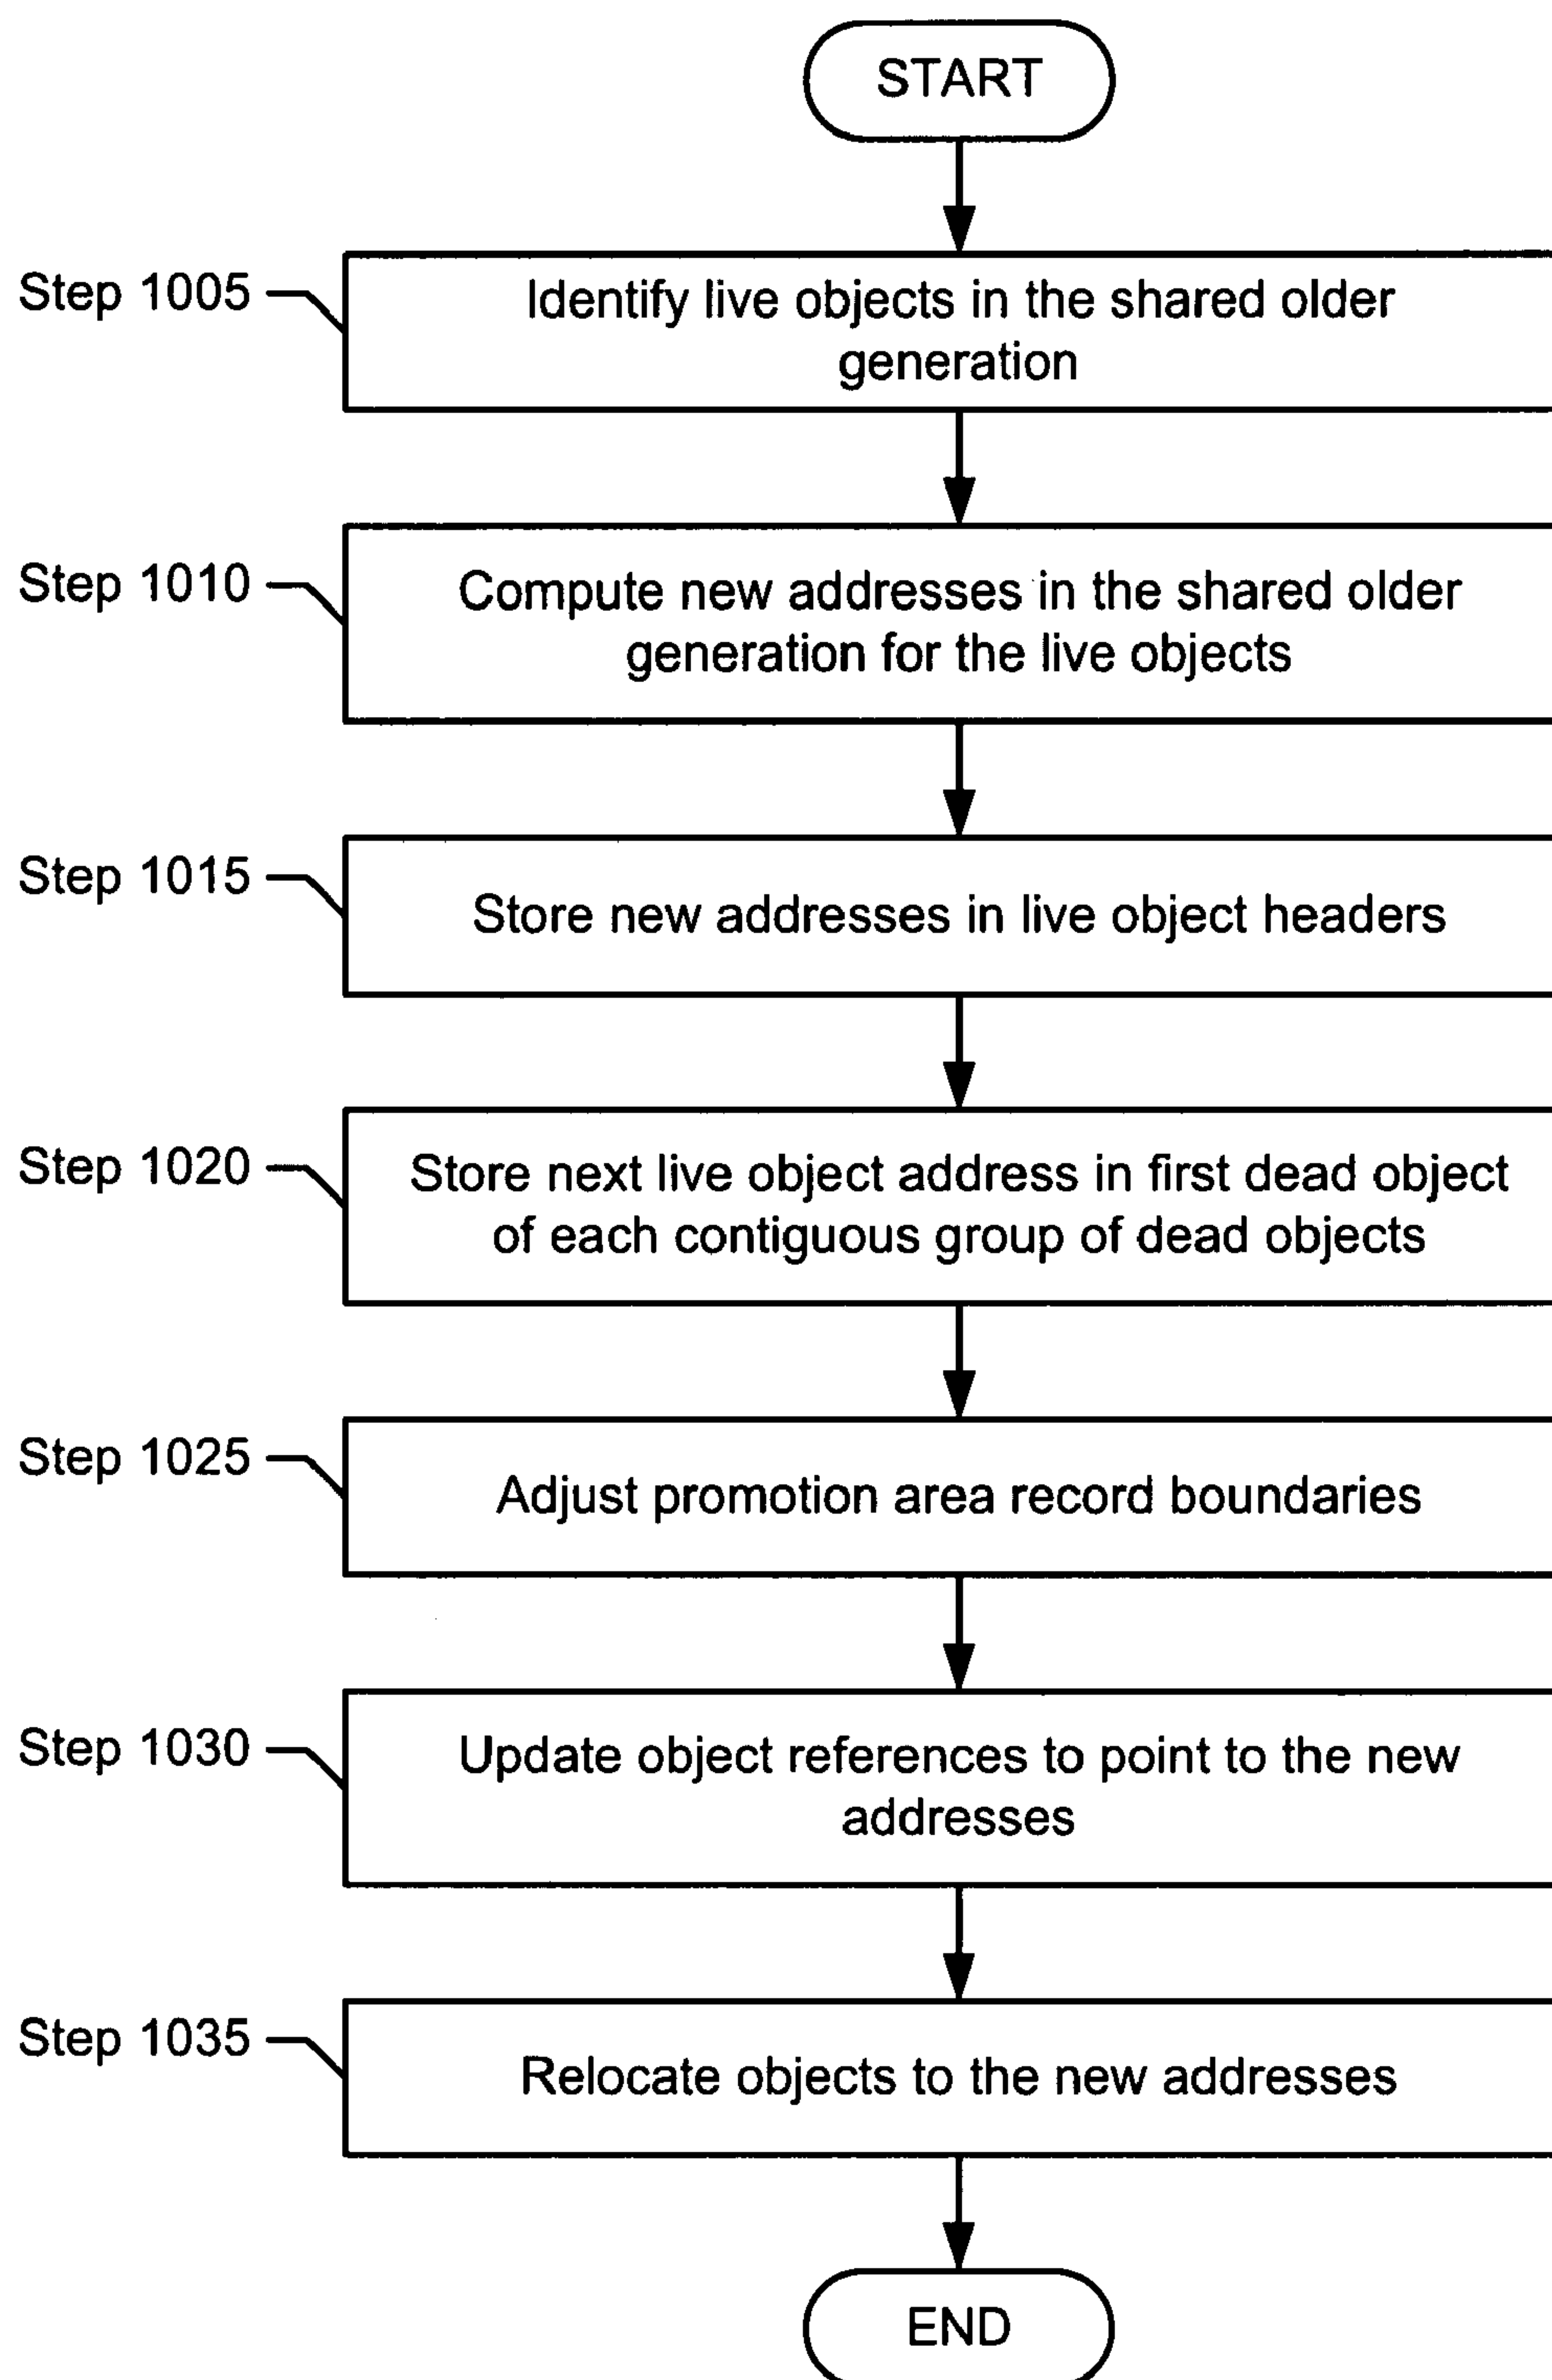 START
Step 1005
Identify live objects in the shared older
generation
Step 1010
Compute new addresses in the shared older
generation for the live objects
Step 1015
Store new addresses in live object headers
Step 1020
Store next live object address in first dead object
of each contiguous group of dead objects
Step 1025
Adjust promotion area record boundaries
Step 1030
Update object references to point to the new
addresses
Step 1035
Relocate objects to the new addresses
END